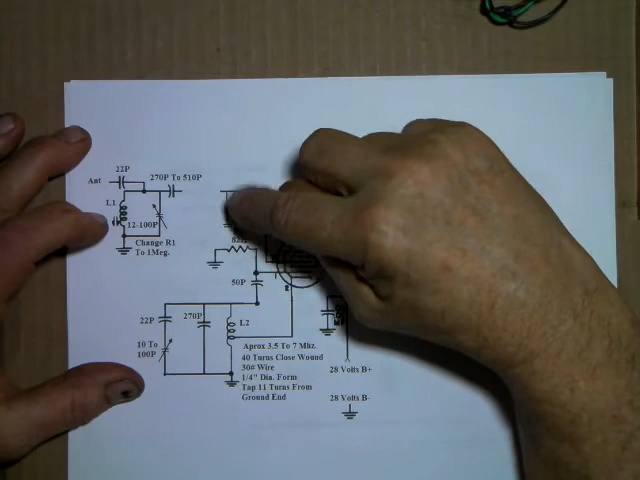 22P
270P To 510P
Ant
L1
12-100P
Change R1
To 1Meg.
82K
50P
22P
270P
L2
10 To
100P
Aprox 3.5 To 7 Mhz.
40 Turns Close Wound
30# Wire
1/4" Dia. Form
Tap 11 Turns From
Ground End
28 Volts B+
28 Volts B-